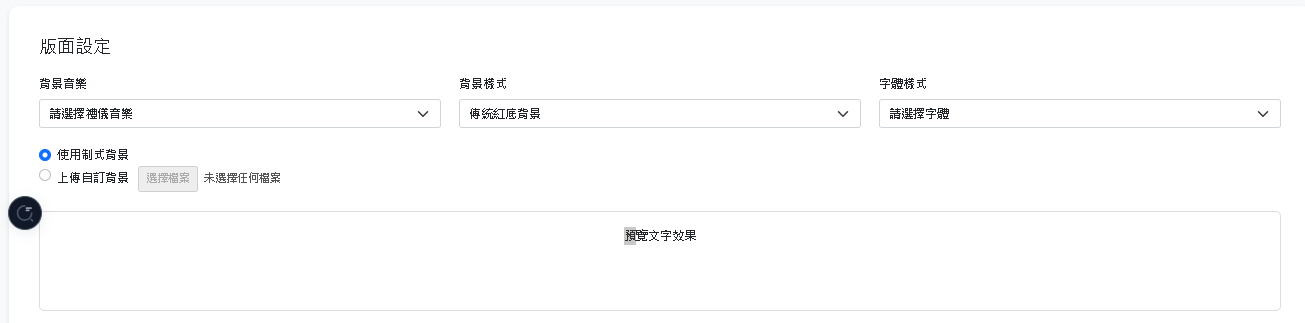 版面設定
背景音樂
背景樣式
字體樣式
請選擇禮儀音樂
傳統紅底背景
請選擇字體
使用制式背景
上傳自訂背景 選擇檔案 未選擇任何檔案
預覽文字效果